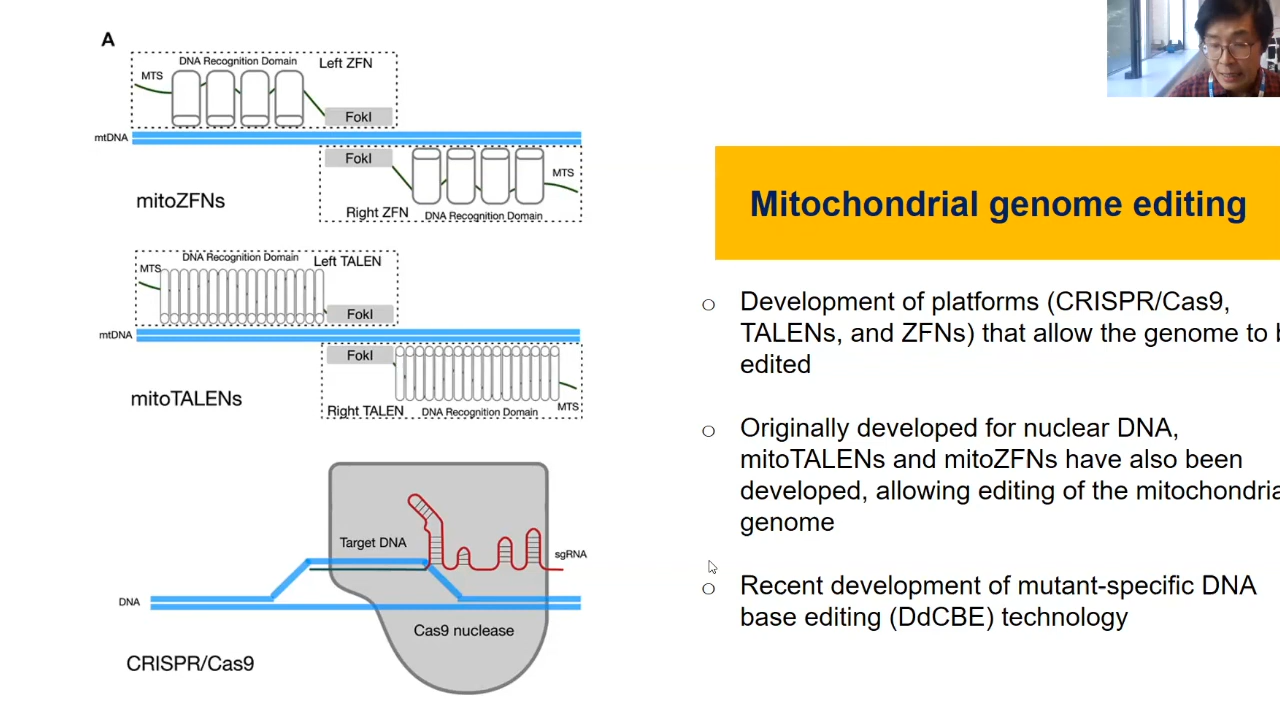 A
DNA Recognition Domain
Left ZFN
MTS
FokI
mtDNA
FokI
MTS
mitoZFNs
Right ZFN
DNA Recognition Domain
DNA Recognition Domain
Left TALEN
MTS
FokI
mtDNA
FokI
mitoTALENs
Right TALEN
DNA Recognition Domain
MTS
Target DNA
sgRNA
DNA
Cas9 nuclease
CRISPR/Cas9
Mitochondrial genome editing
Development of platforms (CRISPR/Cas9,
TALENs, and ZFNs) that allow the genome to
edited
Originally developed for nuclear DNA,
mitoTALENs and mitoZFNs have also been
developed, allowing editing of the mitochondria
genome
Recent development of mutant-specific DNA
base editing (DdCBE) technology